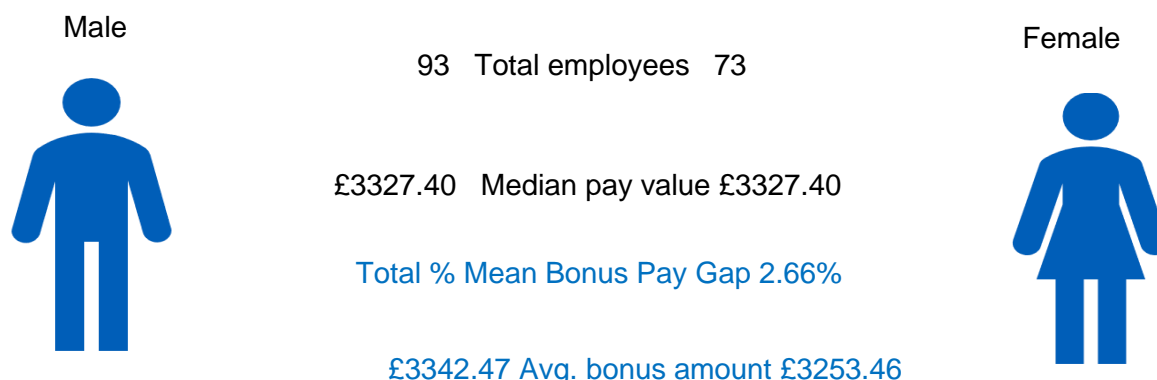 Male
Female
93 Total employees 73
£3327.40 Median pay value £3327.40
Total % Mean Bonus Pay Gap 2.66%
£3342.47 Avg. bonus amount £3253.46